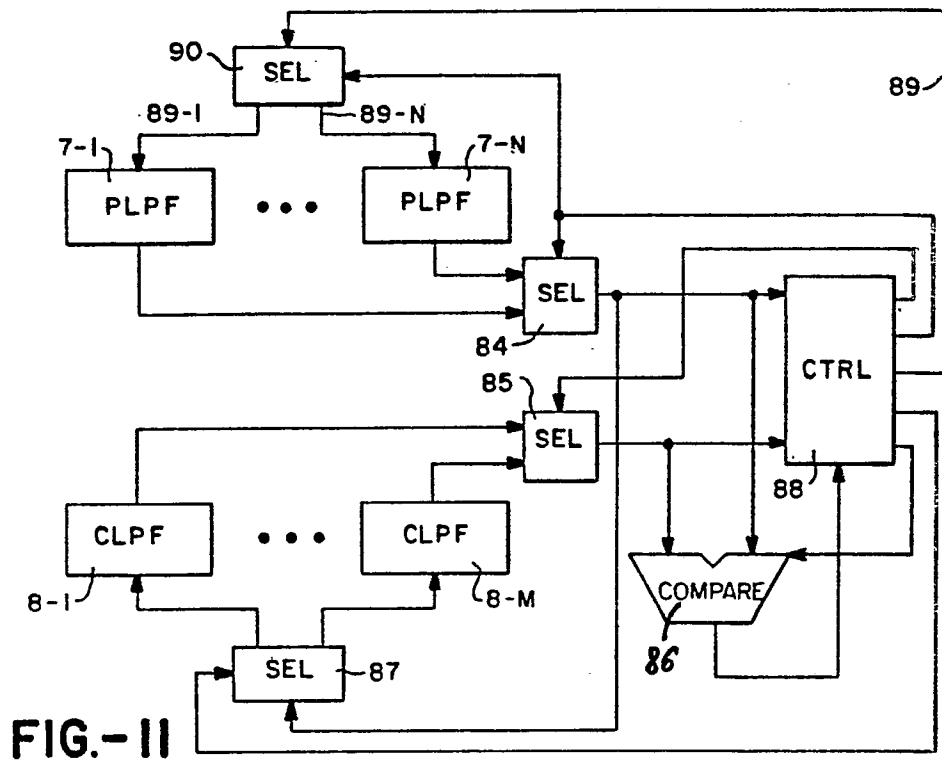 90
SEL
89
89-1
89-N
7-1
7-N
PLPF
PLPF
SEL
84
CTRL
85
SEL
88
CLPF
CLPF
COMPARE
8-1
8-M
86
SEL
87
FIG.-11